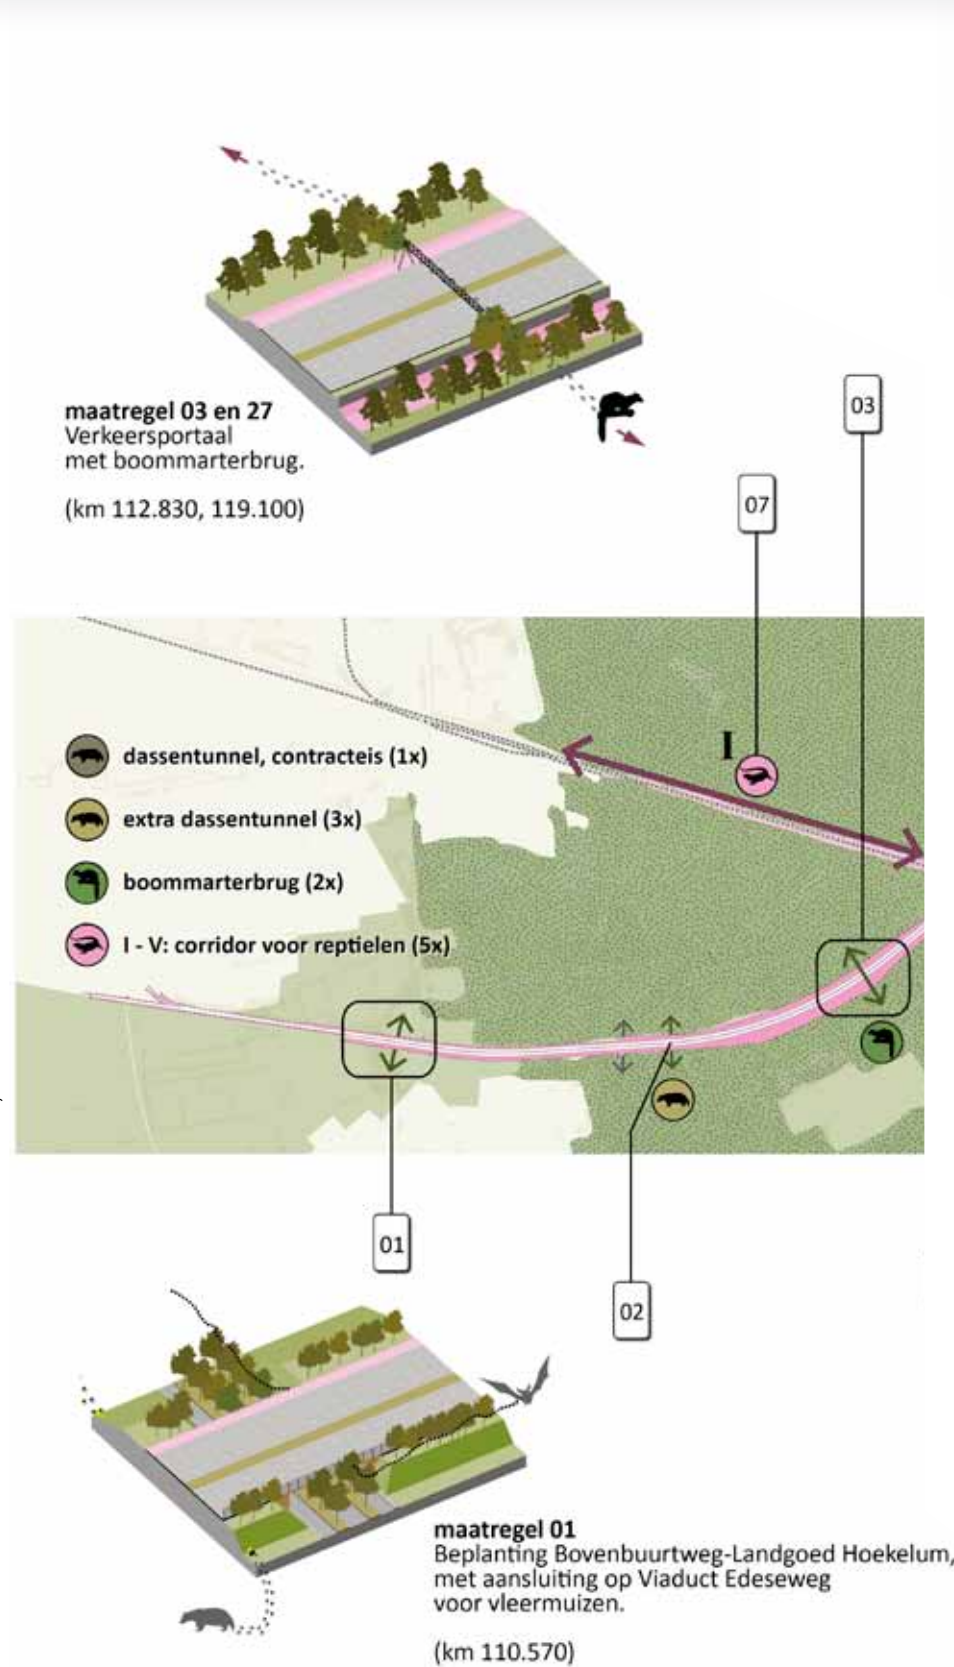 maatregel 03 en 27
Verkeersportaal
met boommarterbrug.
(km 112.830, 119.100)
03
07
I
dassentunnel, contracteis (1x)
extra dassentunnel (3x)
boommarterbrug (2x)
I - V: corridor voor reptielen (5x)
01
02
maatregel 01
Beplanting Bovenbuurtweg-Landgoed Hoekelum,
met aansluiting op Viaduct Edeseweg
voor vleermuizen.
(km 110.570)